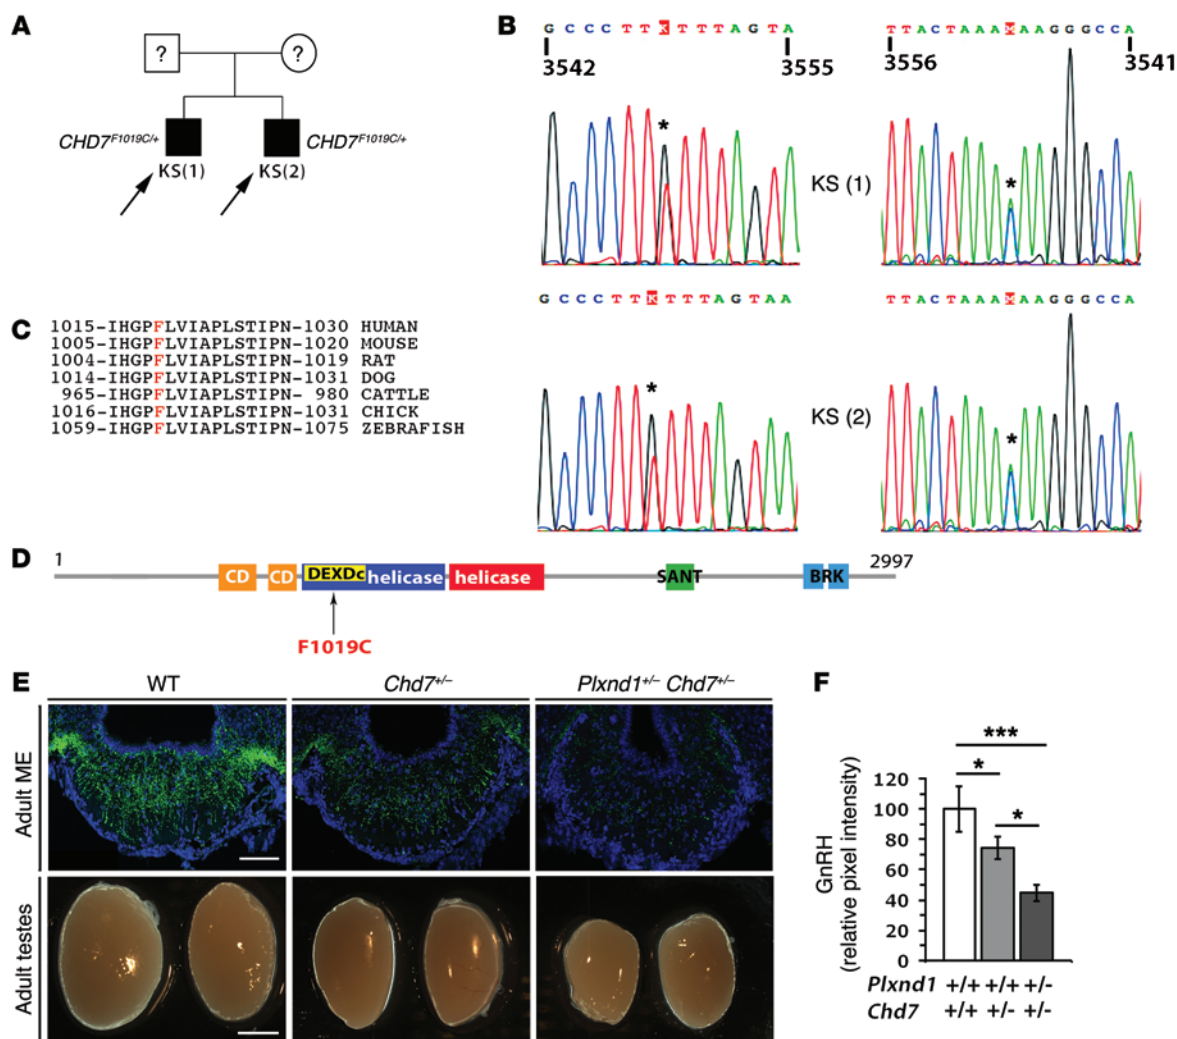 A
? ?
CHD7F1019C/+ CHD7F1019C/+
KS(1) KS(2)
B
G C C C T T K T T T A G T A
3542 3555
T T A C T A A A M A A G G G C C A
3556 3541
*
*
KS (1)
G C C C T T K T T T A G T A A
T T A C T A A A M A A G G G C C A
*
*
KS (2)
C
1015-IHGPFLVIAPLSTIPN-1030 HUMAN
1005-IHGPFLVIAPLSTIPN-1020 MOUSE
1004-IHGPFLVIAPLSTIPN-1019 RAT
1014-IHGPFLVIAPLSTIPN-1031 DOG
965-IHGPFLVIAPLSTIPN- 980 CATTLE
1016-IHGPFLVIAPLSTIPN-1031 CHICK
1059-IHGPFLVIAPLSTIPN-1075 ZEBRAFISH
D
1 2997
CD CD DEXDc helicase helicase SANT BRK
F1019C
E
WT Chd7+/– Plxnd1+/– Chd7+/–
Adult ME
Adult testes
F
***
*
*
GnRH
(relative pixel intensity)
120
100
80
60
40
20
0
Plxnd1 +/+ +/+ +/-
Chd7 +/+ +/- +/-